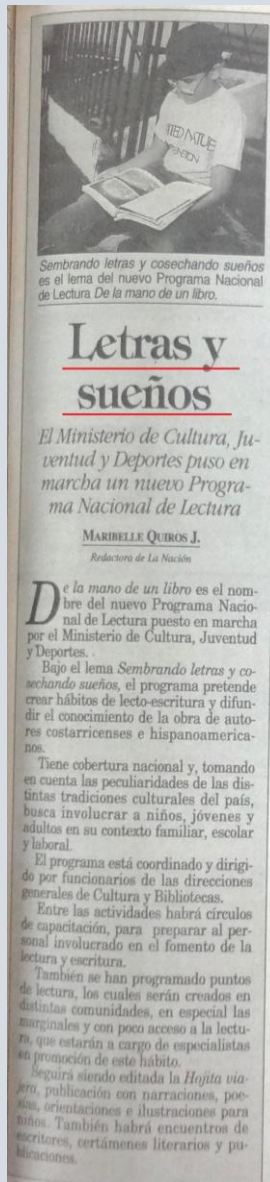 Sembrando letras y cosechando sueños
es el lema del nuevo Programa Nacional
de Lectura De la mano de un libro.
Letras y
sueños
El Ministerio de Cultura, Ju-
ventud y Deportes puso en
marcha un nuevo Progra-
ma Nacional de Lectura
MARIBELLE QUIROS J.
Redactora de La Nación
De la mano de un libro es el nom-
bre del nuevo Programa Nacio-
nal de Lectura puesto en marcha
por el Ministerio de Cultura, Juventud
y Deportes.
Bajo el lema Sembrando letras y co-
sechando sueños, el programa pretende
crear hábitos de lecto-escritura y difun-
dir el conocimiento de la obra de auto-
res costarricenses e hispanoamerica-
nos.
Tiene cobertura nacional y, tomando
en cuenta las peculiaridades de las dis-
tintas tradiciones culturales del país,
busca involucrar a niños, jóvenes y
adultos en su contexto familiar, escolar
y laboral.
El programa está coordinado y dirigi-
do por funcionarios de las direcciones
generales de Cultura y Bibliotecas.
Entre las actividades habrá círculos
de capacitación, para preparar al per-
sonal involucrado en el fomento de la
lectura y escritura.
También se han programado puntos
de lectura, los cuales serán creados en
distintas comunidades, en especial las
marginales y con poco acceso a la lectu-
ra, que estarán a cargo de especialistas
en promoción de este hábito.
Seguirá siendo editada la Hojita via-
jera, publicación con narraciones, poe-
sías, orientaciones e ilustraciones para
niños. También habrá encuentros de
escritores, certámenes literarios y pu-
blicaciones.